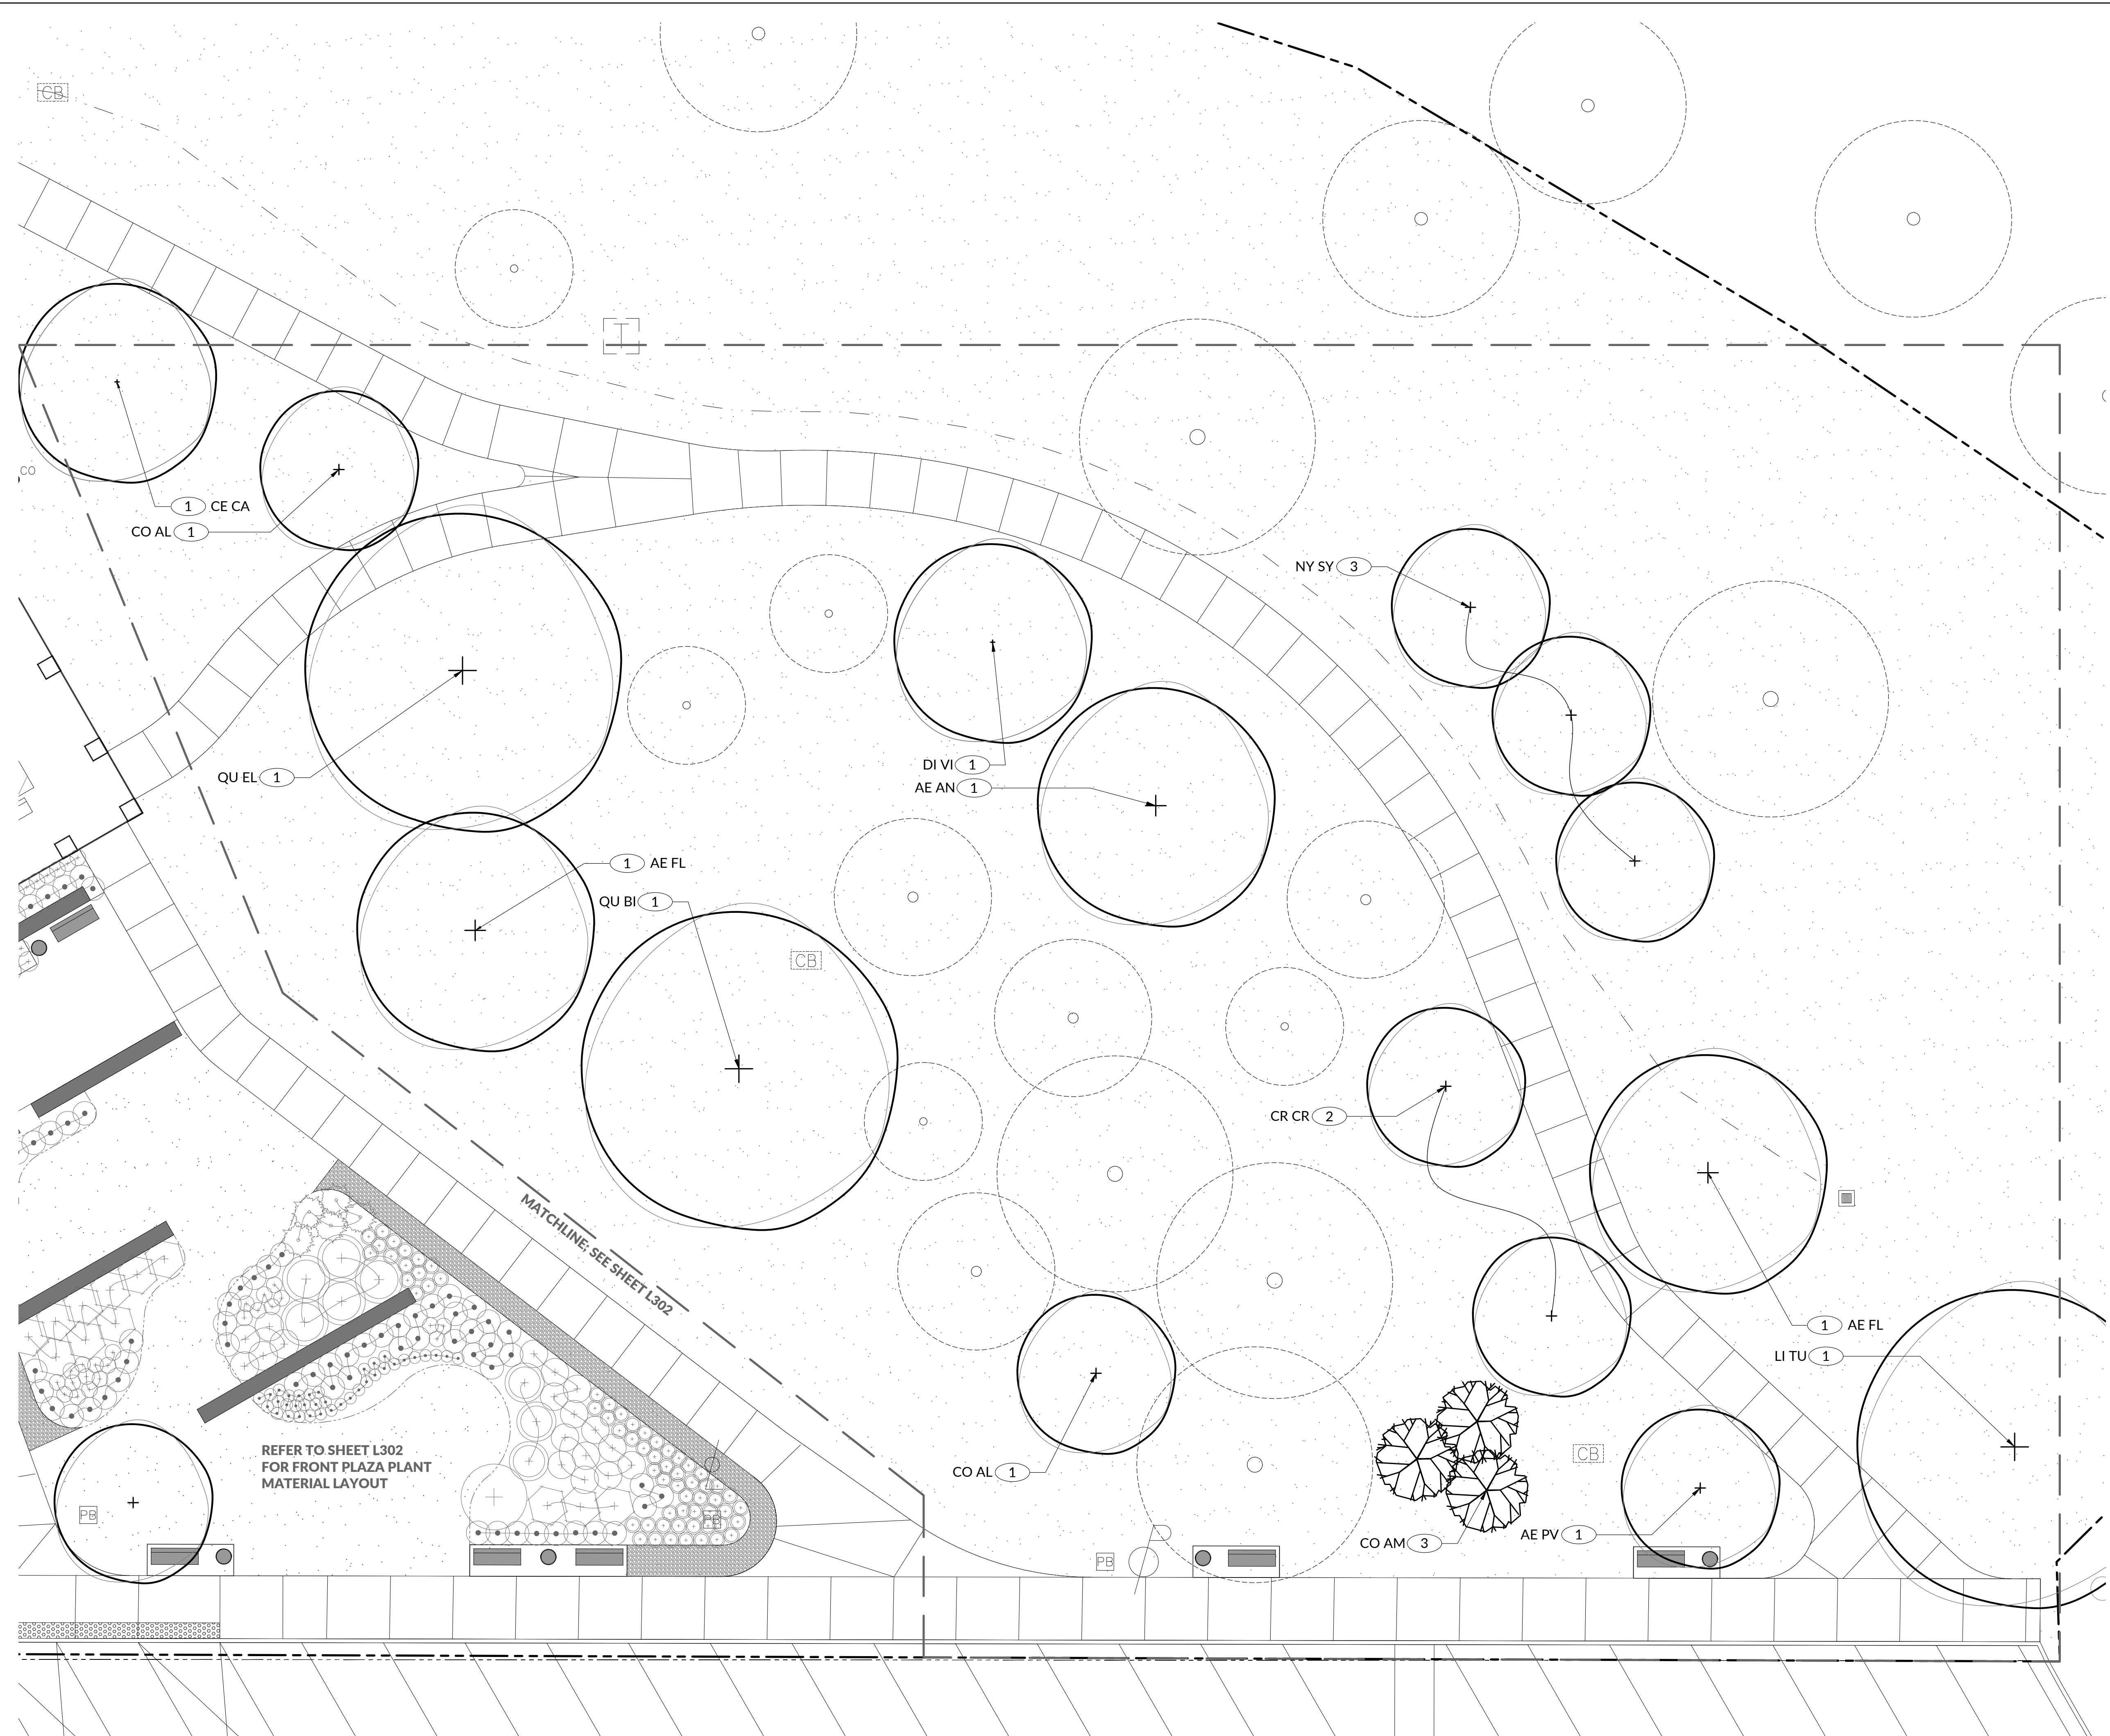 CB
CO
1 CE CA
CO AL 1
NY SY 3
QU EL 1
DI VI 1
AE AN 1
1 AE FL
QU BI 1
CB
CR CR 2
MATCHLINE; SEE SHEET L302
1 AE FL
LI TU 1
REFER TO SHEET L302
FOR FRONT PLAZA PLANT
MATERIAL LAYOUT
CO AL 1
CB
PB
PB
CO AM 3
AE PV 1
PB